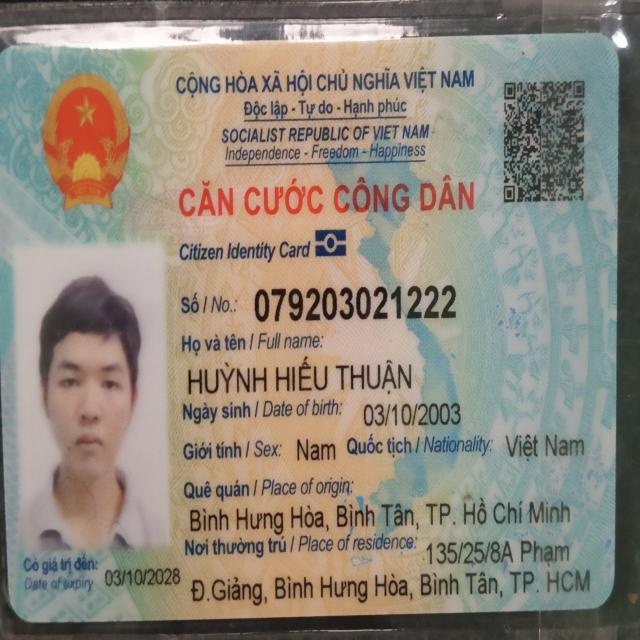 CỘNG HÒA XÃ HỘI CHỦ NGHĨA VIỆT NAM
Độc lập - Tự do - Hạnh phúc
SOCIALIST REPUBLIC OF VIET NAM
Independence - Freedom - Happiness
CĂN CƯỚC CÔNG DÂN
Citizen Identity Card
Số / No.: 079203021222
Họ và tên / Full name:
HUỲNH HIẾU THUẬN
Ngày sinh / Date of birth: 03/10/2003
Giới tính / Sex: Nam Quốc tịch / Nationality: Việt Nam
Quê quán / Place of origin:
Bình Hưng Hòa, Bình Tân, TP. Hồ Chí Minh
Nơi thường trú / Place of residence: 135/25/8A Phạm
Đ.Giảng, Bình Hưng Hòa, Bình Tân, TP. HCM
Có giá trị đến: 03/10/2028
Date of expiry